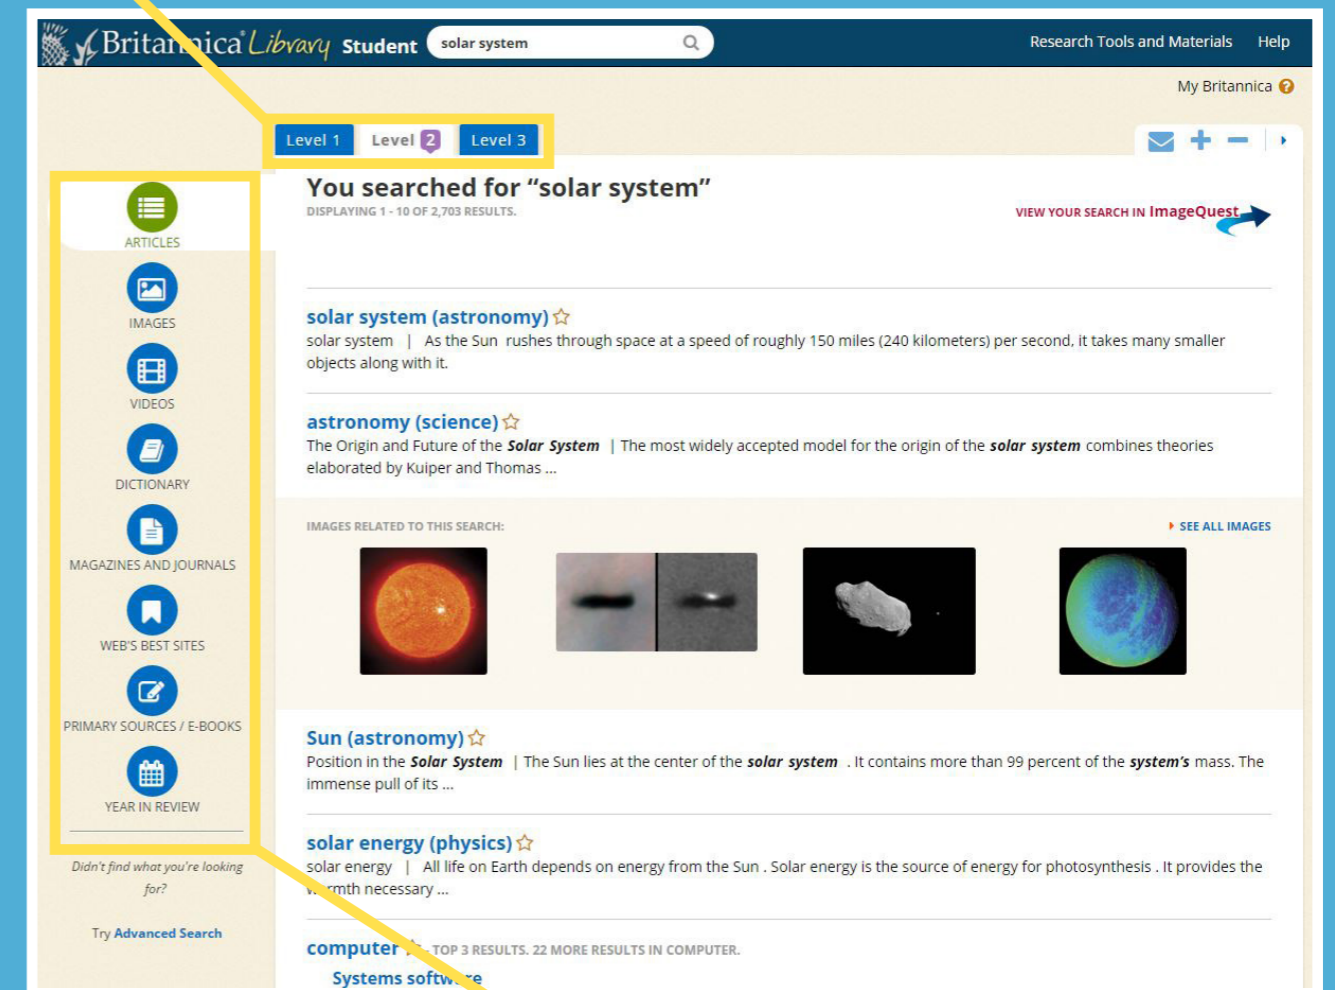 Britannica Library Student
solar system
Research Tools and Materials Help
My Britannica ?
Level 1 Level 2 Level 3
You searched for “solar system”
DISPLAYING 1 - 10 OF 2,703 RESULTS.
VIEW YOUR SEARCH IN ImageQuest
ARTICLES
IMAGES
VIDEOS
DICTIONARY
MAGAZINES AND JOURNALS
WEB'S BEST SITES
PRIMARY SOURCES / E-BOOKS
YEAR IN REVIEW
Didn't find what you're looking
for?
Try Advanced Search
solar system (astronomy)
solar system | As the Sun rushes through space at a speed of roughly 150 miles (240 kilometers) per second, it takes many smaller
objects along with it.
astronomy (science)
The Origin and Future of the Solar System | The most widely accepted model for the origin of the solar system combines theories
elaborated by Kuiper and Thomas ...
IMAGES RELATED TO THIS SEARCH:
SEE ALL IMAGES
Sun (astronomy)
Position in the Solar System | The Sun lies at the center of the solar system . It contains more than 99 percent of the system's mass. The
immense pull of its ...
solar energy (physics)
solar energy | All life on Earth depends on energy from the Sun . Solar energy is the source of energy for photosynthesis . It provides the
warmth necessary ...
computer - TOP 3 RESULTS. 22 MORE RESULTS IN COMPUTER.
Systems software